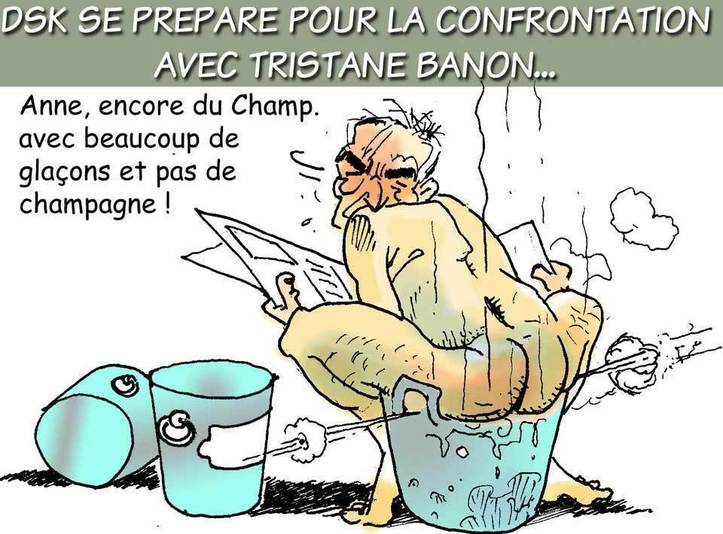 DSK SE PREPARE POUR LA CONFRONTATION
AVEC TRISTANE BANON...
Anne, encore du Champ.
avec beaucoup de
glaçons et pas de
champagne !